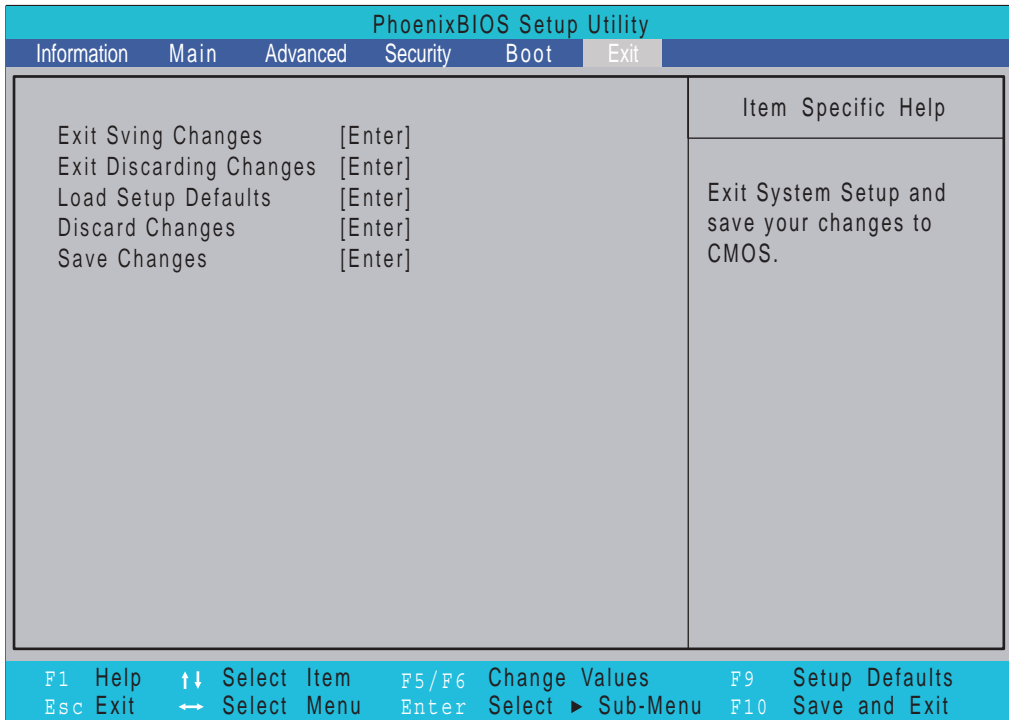 PhoenixBIOS Setup Utility
Information Main Advanced Security Boot Exit
Item Specific Help
Exit Sving Changes [Enter]
Exit Discarding Changes [Enter]
Load Setup Defaults [Enter]
Discard Changes [Enter]
Save Changes [Enter]
Exit System Setup and
save your changes to
CMOS.
F1 Help ↑↓ Select Item F5/F6 Change Values F9 Setup Defaults
Esc Exit ↔ Select Menu Enter Select ► Sub-Menu F10 Save and Exit